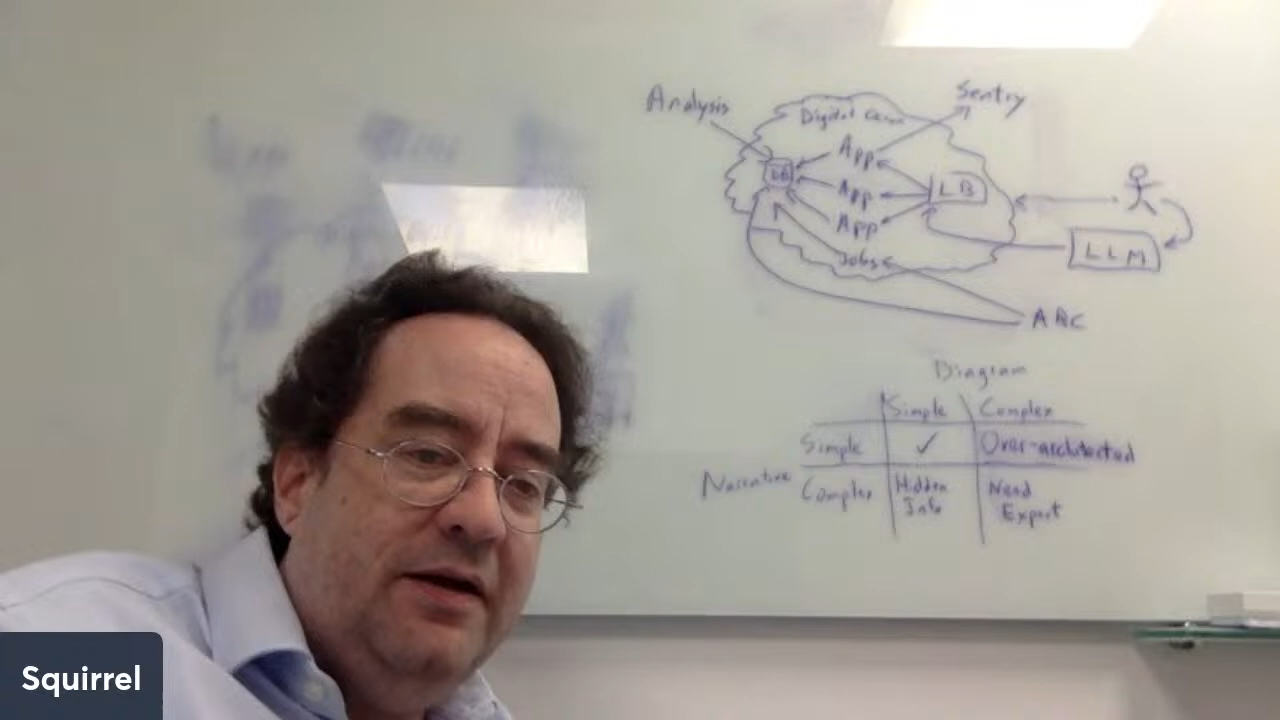 Analysis
Sentry
Digital Ocean
App
DB
App
LB
App
LLM
Jobs
ABC
Diagram
Simple Complex
Simple ✓ Over-architected
Narrative
Complex Hidden Info Need Expert
Squirrel